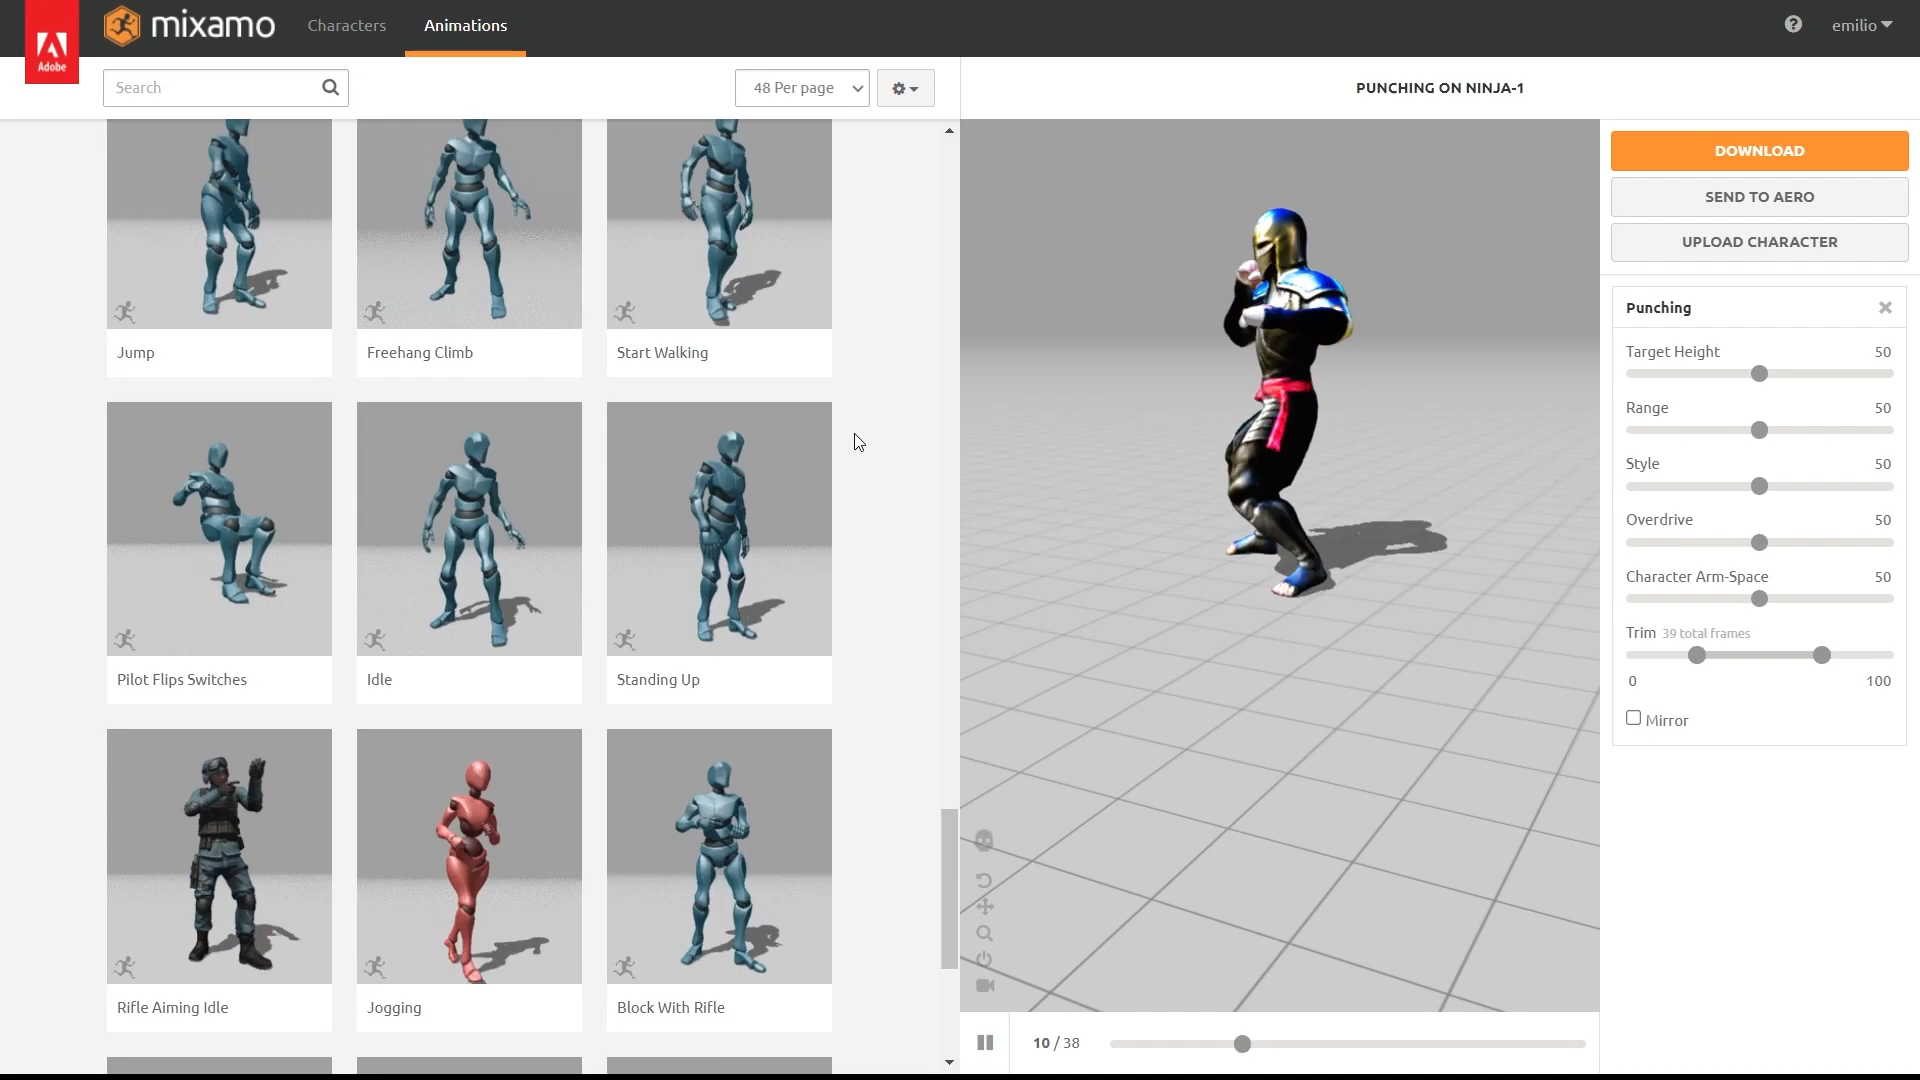 Adobe
mixamo
Characters
Animations
emilio
Search
48 Per page
PUNCHING ON NINJA-1
DOWNLOAD
SEND TO AERO
UPLOAD CHARACTER
Jump
Freehang Climb
Start Walking
Pilot Flips Switches
Idle
Standing Up
Rifle Aiming Idle
Jogging
Block With Rifle
Punching
Target Height 50
Range 50
Style 50
Overdrive 50
Character Arm-Space 50
Trim 39 total frames
0 100
Mirror
10 / 38